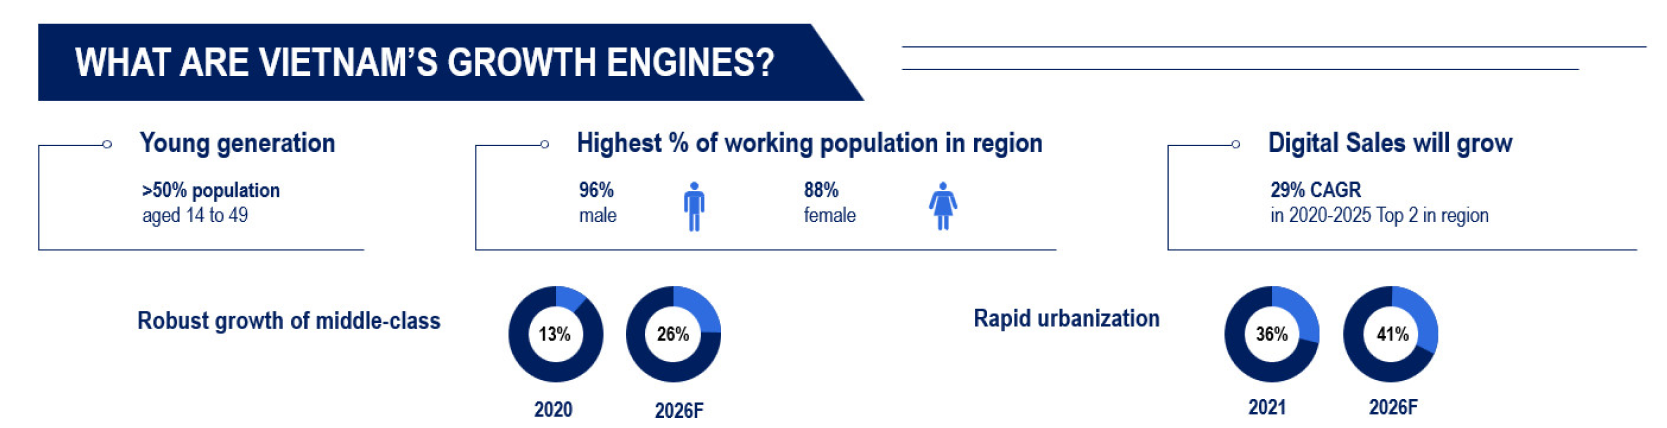 WHAT ARE VIETNAM'S GROWTH ENGINES?
Young generation
>50% population
aged 14 to 49
Highest % of working population in region
96%
male
88%
female
Digital Sales will grow
29% CAGR
in 2020-2025 Top 2 in region
Robust growth of middle-class
13%
2020
26%
2026F
Rapid urbanization
36%
2021
41%
2026F